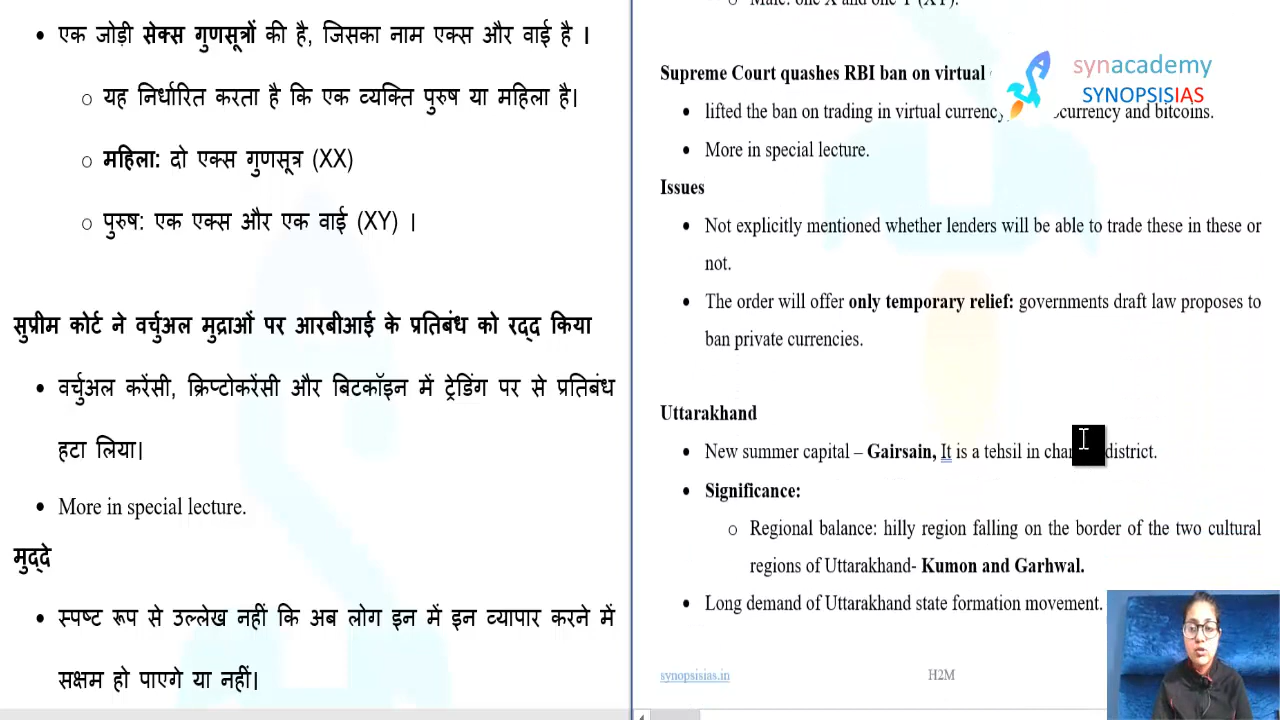 • एक जोड़ी सेक्स गुणसूत्रों की है, जिसका नाम एक्स और वाई है ।
o यह निर्धारित करता है कि एक व्यक्ति पुरुष या महिला है।
o महिला: दो एक्स गुणसूत्र (XX)
o पुरुष: एक एक्स और एक वाई (XY) ।
सुप्रीम कोर्ट ने वर्चुअल मुद्राओं पर आरबीआई के प्रतिबंध को रद्द किया
• वर्चुअल करेंसी, क्रिप्टोकरेंसी और बिटकॉइन में ट्रेडिंग पर से प्रतिबंध
हटा लिया।
• More in special lecture.
मुद्दे
• स्पष्ट रूप से उल्लेख नहीं कि अब लोग इन में इन व्यापार करने में
सक्षम हो पाएगे या नहीं।
o Male: one X and one Y (XY).
Supreme Court quashes RBI ban on virtual
synacademy
SYNOPSISIAS
• lifted the ban on trading in virtual currency, currency and bitcoins.
• More in special lecture.
Issues
• Not explicitly mentioned whether lenders will be able to trade these in these or
not.
• The order will offer only temporary relief: governments draft law proposes to
ban private currencies.
Uttarakhand
• New summer capital – Gairsain, It is a tehsil in district.
• Significance:
o Regional balance: hilly region falling on the border of the two cultural
regions of Uttarakhand- Kumon and Garhwal.
• Long demand of Uttarakhand state formation movement.
synopsisias.in
H2M